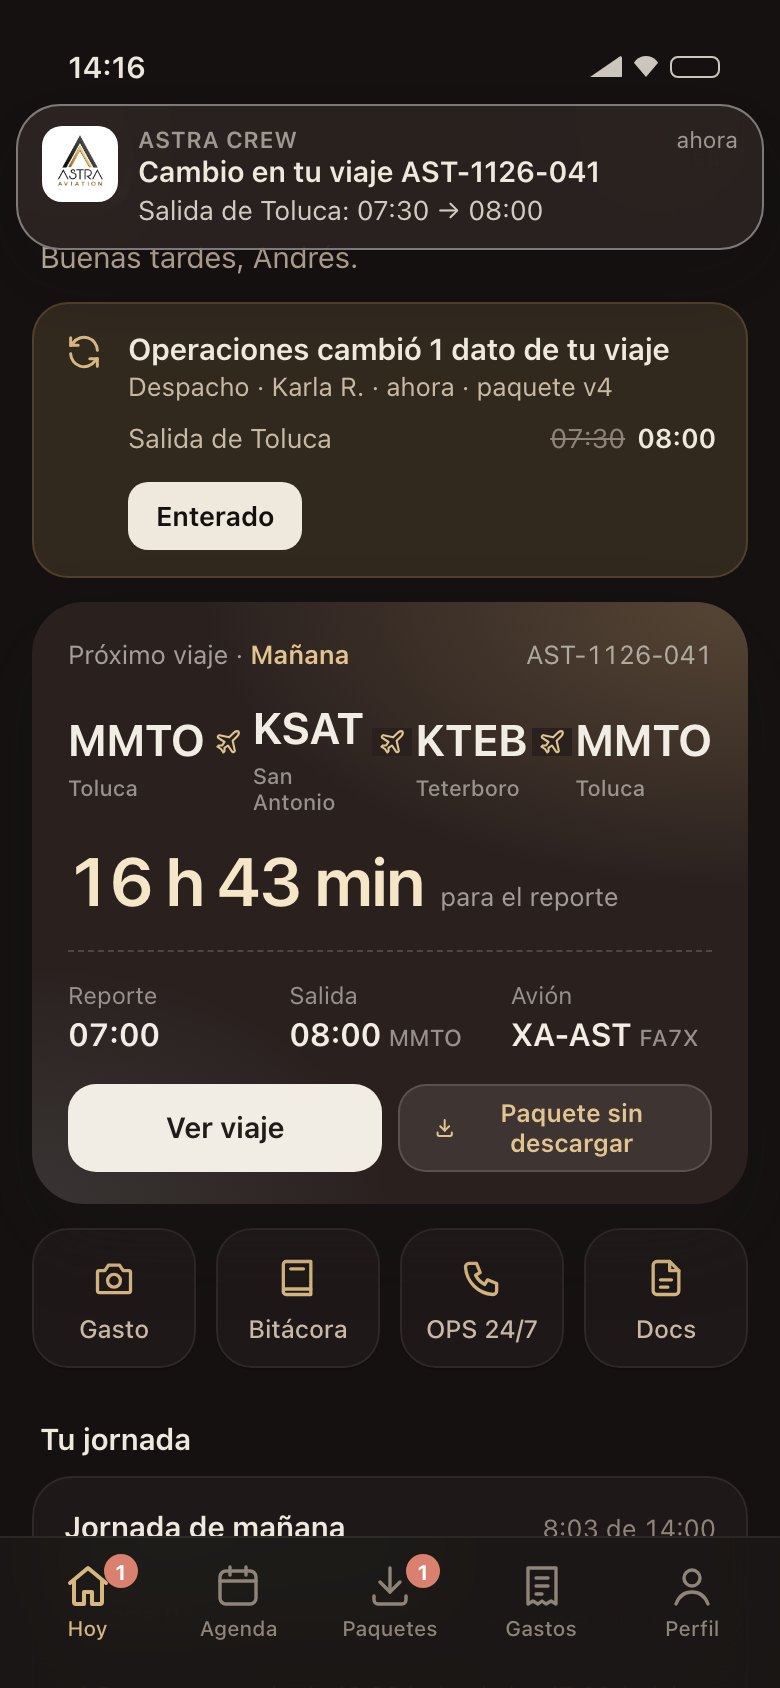 14:16
ASTRA
AVIATION
ASTRA CREW
ahora
Cambio en tu viaje AST-1126-041
Salida de Toluca: 07:30 → 08:00
Buenas tardes, Andrés.
Operaciones cambió 1 dato de tu viaje
Despacho · Karla R. · ahora · paquete v4
Salida de Toluca 07:30 08:00
Enterado
Próximo viaje · Mañana AST-1126-041
MMTO KSAT KTEB MMTO
Toluca San Antonio Teterboro Toluca
16 h 43 min para el reporte
Reporte Salida Avión
07:00 08:00 MMTO XA-AST FA7X
Ver viaje
Paquete sin
descargar
Gasto Bitácora OPS 24/7 Docs
Tu jornada
Jornada de mañana 8:03 de 14:00
1 1
Hoy Agenda Paquetes Gastos Perfil